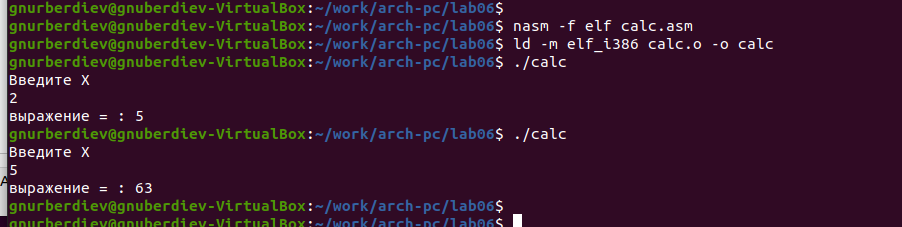 gnurberdiev@gnuberdiev-VirtualBox:~/work/arch-pc/lab06$
gnurberdiev@gnuberdiev-VirtualBox:~/work/arch-pc/lab06$ nasm -f elf calc.asm
gnurberdiev@gnuberdiev-VirtualBox:~/work/arch-pc/lab06$ ld -m elf_i386 calc.o -o calc
gnurberdiev@gnuberdiev-VirtualBox:~/work/arch-pc/lab06$ ./calc
Введите X
2
выражение = : 5
gnurberdiev@gnuberdiev-VirtualBox:~/work/arch-pc/lab06$ ./calc
Введите X
5
выражение = : 63
gnurberdiev@gnuberdiev-VirtualBox:~/work/arch-pc/lab06$
gnurberdiev@gnuberdiev-VirtualBox:~/work/arch-pc/lab06$